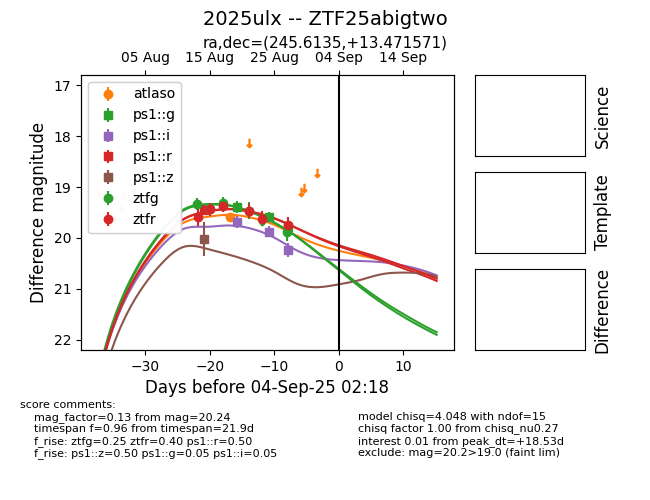 2025ulx -- ZTF25abigtwo
ra,dec=(245.6135,+13.471571)
05 Aug 15 Aug 25 Aug 04 Sep 14 Sep
17
18
19
20
21
22
Difference magnitude
atlaso
ps1::g
ps1::i
ps1::r
ps1::z
ztfg
ztfr
−30 −20 −10 0 10
Days before 04-Sep-25 02:18
Science
Template
Difference
score comments:
mag_factor=0.13 from mag=20.24
timespan f=0.96 from timespan=21.9d
f_rise: ztfg=0.25 ztfr=0.40 ps1::r=0.50
f_rise: ps1::z=0.50 ps1::g=0.05 ps1::i=0.05
model chisq=4.048 with ndof=15
chisq factor 1.00 from chisq_nu0.27
interest 0.01 from peak_dt=+18.53d
exclude: mag=20.2>19.0 (faint lim)